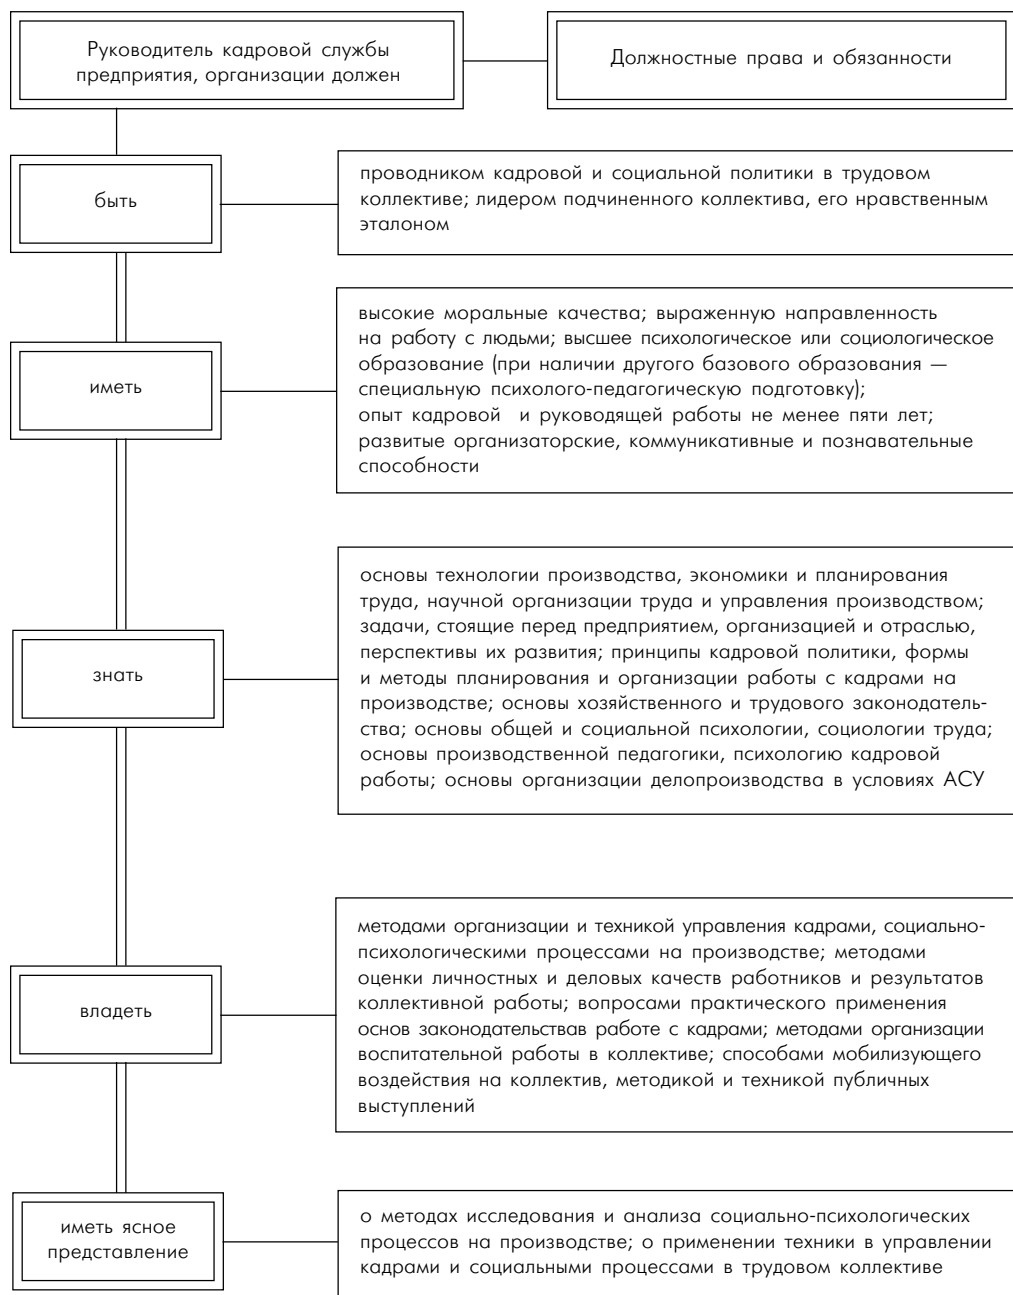 Руководитель кадровой службы
предприятия, организации должен
Должностные права и обязанности
быть
проводником кадровой и социальной политики в трудовом
коллективе; лидером подчиненного коллектива, его нравственным
эталоном
иметь
высокие моральные качества; выраженную направленность
на работу с людьми; высшее психологическое или социологическое
образование (при наличии другого базового образования —
специальную психолого-педагогическую подготовку);
опыт кадровой и руководящей работы не менее пяти лет;
развитые организаторские, коммуникативные и познавательные
способности
знать
основы технологии производства, экономики и планирования
труда, научной организации труда и управления производством;
задачи, стоящие перед предприятием, организацией и отраслью,
перспективы их развития; принципы кадровой политики, формы
и методы планирования и организации работы с кадрами на
производстве; основы хозяйственного и трудового законодатель-
ства; основы общей и социальной психологии, социологии труда;
основы производственной педагогики, психологию кадровой
работы; основы организации делопроизводства в условиях АСУ
владеть
методами организации и техникой управления кадрами, социально-
психологическими процессами на производстве; методами
оценки личностных и деловых качеств работников и результатов
коллективной работы; вопросами практического применения
основ законодательствав работе с кадрами; методами организации
воспитательной работы в коллективе; способами мобилизующего
воздействия на коллектив, методикой и техникой публичных
выступлений
иметь ясное
представление
о методах исследования и анализа социально-психологических
процессов на производстве; о применении техники в управлении
кадрами и социальными процессами в трудовом коллективе